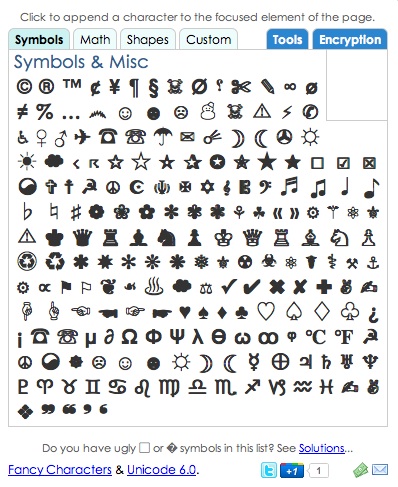 Click to append a character to the focused element of the page.
Symbols Math Shapes Custom Tools Encryption
Symbols & Misc
© ® ™ ¢ ¥ ¶ § ☠ Ø ␦ ✄ ✎ ∞ ø
≠ % … ☺ ☻ ☹ ☃ ☠ ⚠ ⚡ ✆
♿ ♀ ♂ ✈ ☎ ☏ ☂ ✉ ☄ ☽ ☾ ✇ ☼
☀ ☁ ☆ ☆ ☆ ✩ ✪ ★ ★ ★ ☐ ☑ ☒
☯ ✝ † ☭ ☮ ☪ ☫ ✠ ✡ 𝄞 𝄡 𝄢 ♬ ♫ ♩ ♪
♭ ♮ ♯ « » ⚙
⚠ ♚ ♛ ♜ ♝ ♞ ♟ ♔ ♕ ♖ ♗ ♘ ♙
♲ ♻ ☢ ☣ ⚒ ⚓
⚙ ∝ ⚑ ⚐ ❦ ☙ ♨ ☁ ⚖ ✓ ✔ ✖ ✘ ✚ ✍ ✌
☟ ☝ ☜ ☚ ☞ ☛ ♥ ♠ ♦ ♣ ♡ ♤ ♢ ♧ ¿
¡ ☎ ☏ µ ∂ Ω Φ Ψ λ Θ ω ∞ φ ℃ ℉ ☭
☮ ☹ ☺ ☻ ☼ ☽ ☾ ☿ ⊕ ♃ ♄ ♅ ♆
♇ ♈ ♉ ♊ ♋ ♌ ♍ ♎ ♏ ♐ ♑ ♒ ♓ ✍ ✌
❖ ❞ ❝ ❜ ❛
Do you have ugly □ or � symbols in this list? See Solutions...
Fancy Characters & Unicode 6.0. t +1 1